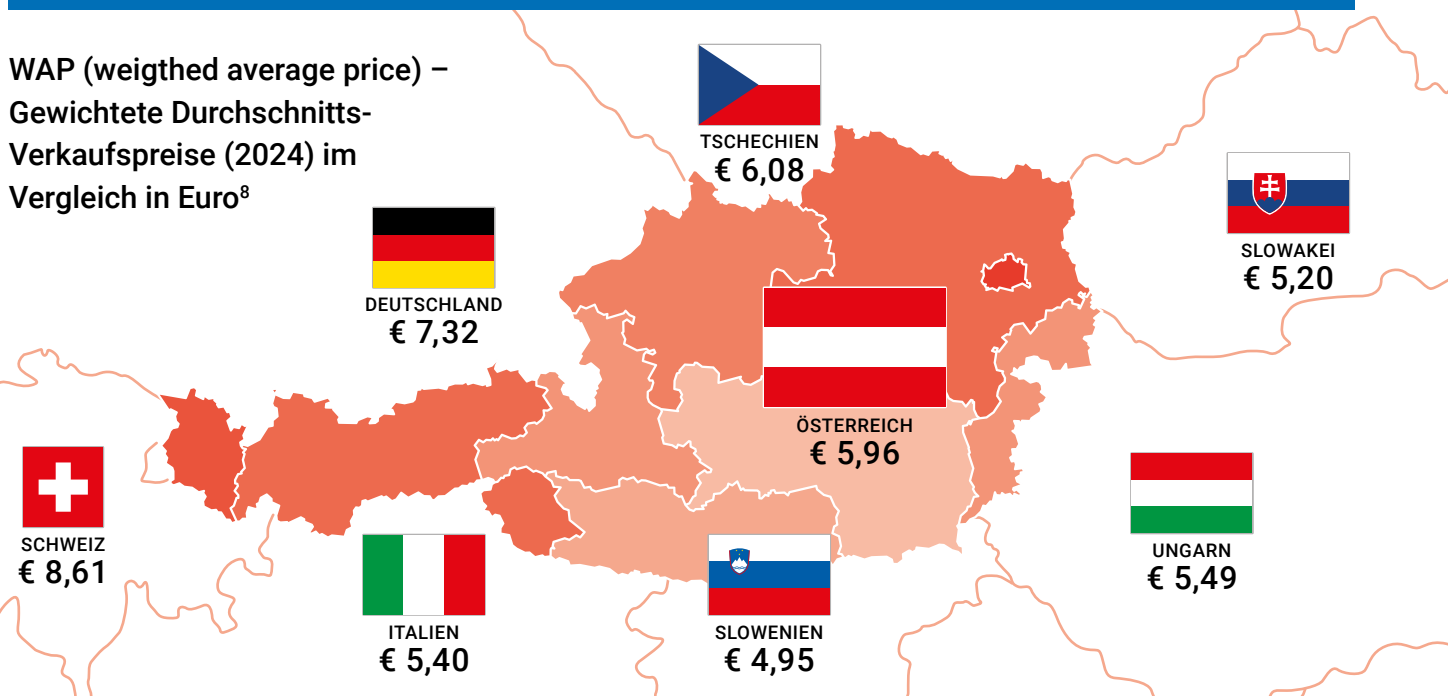 WAP (weigthed average price) –
Gewichtete Durchschnitts-
Verkaufspreise (2024) im
Vergleich in Euro⁸
TSCHECHIEN
€ 6,08
SLOWAKEI
€ 5,20
DEUTSCHLAND
€ 7,32
ÖSTERREICH
€ 5,96
SCHWEIZ
€ 8,61
UNGARN
€ 5,49
ITALIEN
€ 5,40
SLOWENIEN
€ 4,95